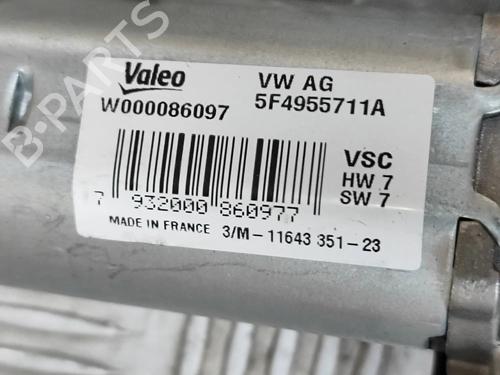 Valeo VW AG
W000086097 5F4955711A
VSC
HW 7
SW 7
7 932000 860977
MADE IN FRANCE 3/M-11643 351-23
B-PARTS